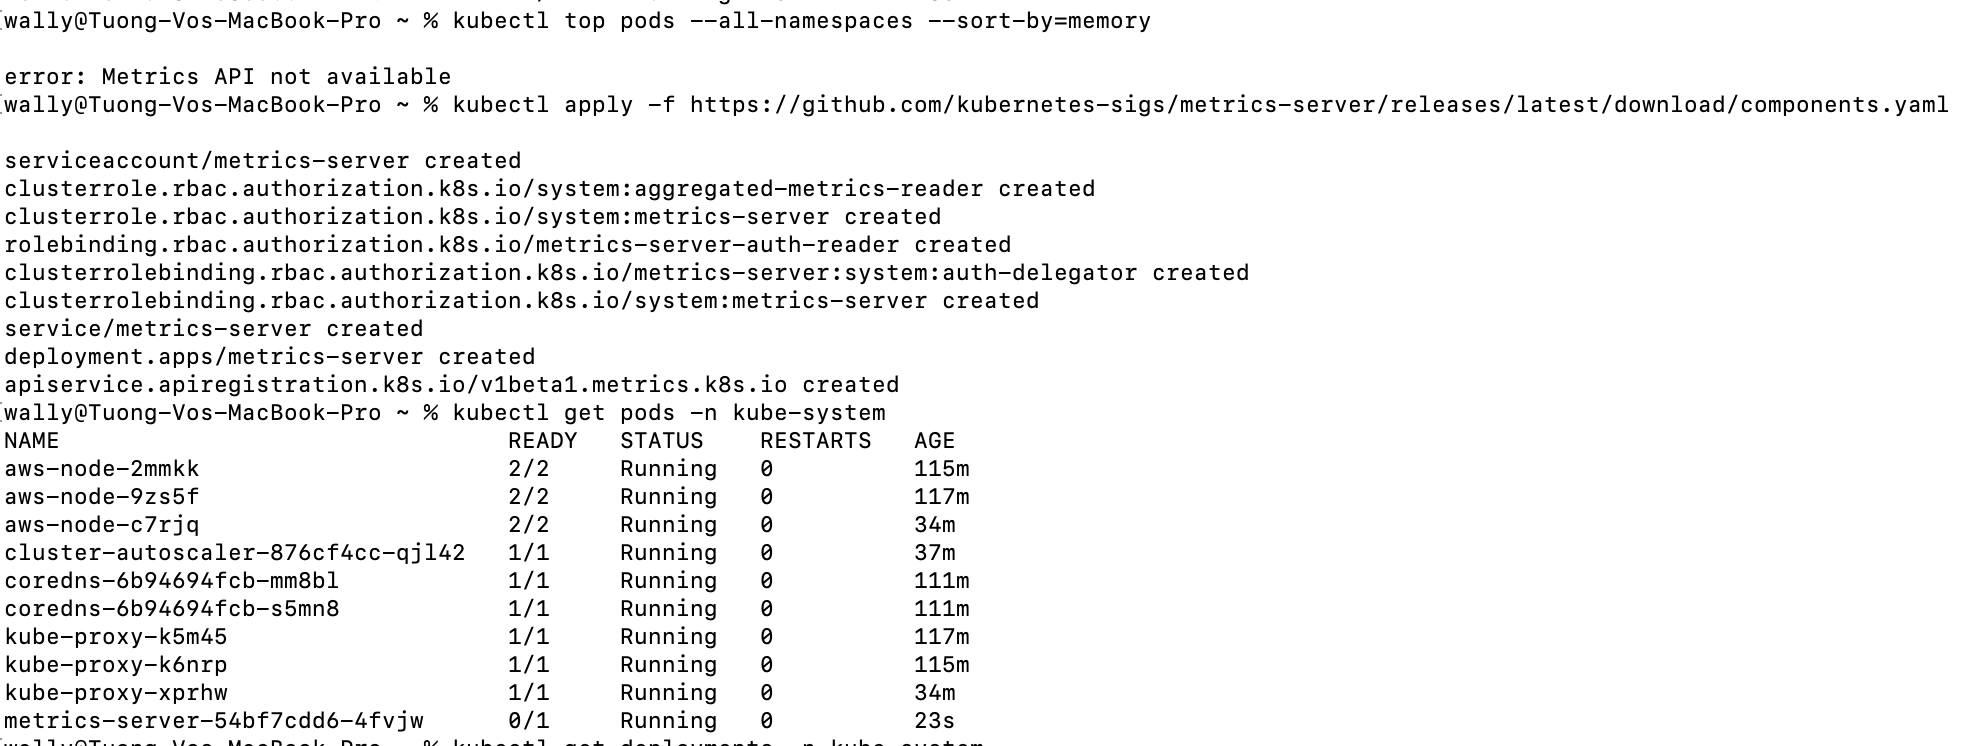 wally@Tuong-Vos-MacBook-Pro ~ % kubectl top pods --all-namespaces --sort-by=memory
error: Metrics API not available
wally@Tuong-Vos-MacBook-Pro ~ % kubectl apply -f https://github.com/kubernetes-sigs/metrics-server/releases/latest/download/components.yaml
serviceaccount/metrics-server created
clusterrole.rbac.authorization.k8s.io/system:aggregated-metrics-reader created
clusterrole.rbac.authorization.k8s.io/system:metrics-server created
rolebinding.rbac.authorization.k8s.io/metrics-server-auth-reader created
clusterrolebinding.rbac.authorization.k8s.io/metrics-server:system:auth-delegator created
clusterrolebinding.rbac.authorization.k8s.io/system:metrics-server created
service/metrics-server created
deployment.apps/metrics-server created
apiservice.apiregistration.k8s.io/v1beta1.metrics.k8s.io created
wally@Tuong-Vos-MacBook-Pro ~ % kubectl get pods -n kube-system
NAME READY STATUS RESTARTS AGE
aws-node-2mmkk 2/2 Running 0 115m
aws-node-9zs5f 2/2 Running 0 117m
aws-node-c7rjq 2/2 Running 0 34m
cluster-autoscaler-876cf4cc-qjl42 1/1 Running 0 37m
coredns-6b94694fcb-mm8bl 1/1 Running 0 111m
coredns-6b94694fcb-s5mn8 1/1 Running 0 111m
kube-proxy-k5m45 1/1 Running 0 117m
kube-proxy-k6nrp 1/1 Running 0 115m
kube-proxy-xprhw 1/1 Running 0 34m
metrics-server-54bf7cdd6-4fvjw 0/1 Running 0 23s
wally@Tuong-Vos-MacBook-Pro ~ % kubectl get deployments -n kube-system